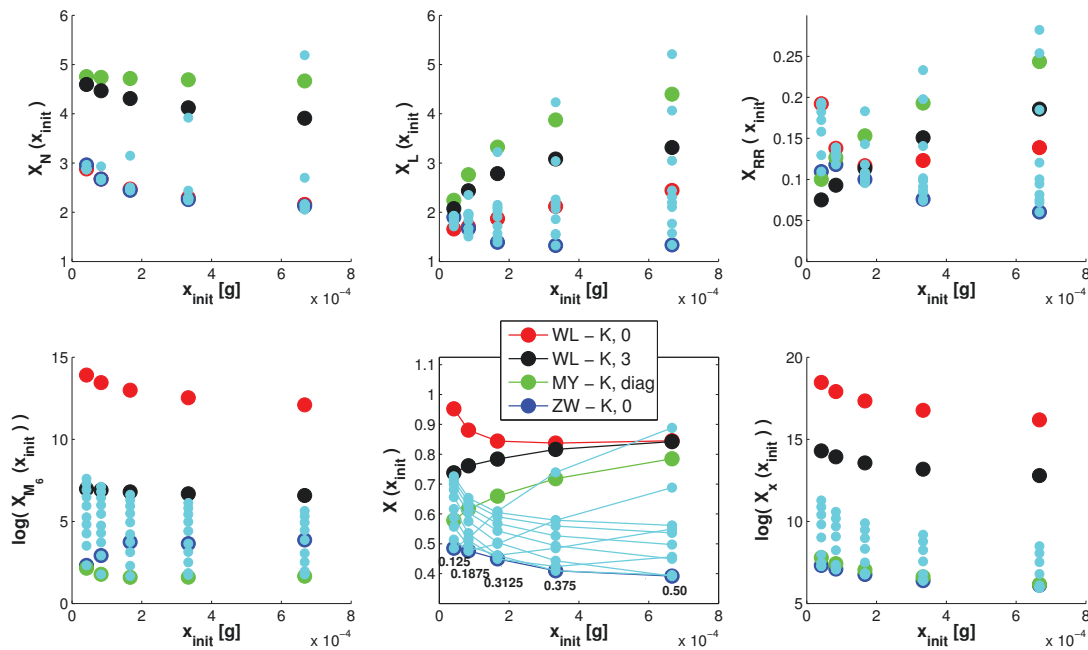 6
5
4
3
2
1
X_N (x_init)
0 2 4 6 8
x_init [g]
x 10^-4
6
5
4
3
2
1
X_L (x_init)
0 2 4 6 8
x_init [g]
x 10^-4
0.25
0.2
0.15
0.1
0.05
0
X_RR (x_init)
0 2 4 6 8
x_init [g]
x 10^-4
15
10
5
0
log( X_M_6 (x_init))
0 2 4 6 8
x_init [g]
x 10^-4
WL − K, 0
WL − K, 3
MY − K, diag
ZW − K, 0
1.1
1
0.9
0.8
0.7
0.6
0.5
0.4
X (x_init)
0.125
0.1875
0.3125
0.375
0.50
0 2 4 6 8
x_init [g]
x 10^-4
20
15
10
5
log( X_x (x_init))
0 2 4 6 8
x_init [g]
x 10^-4